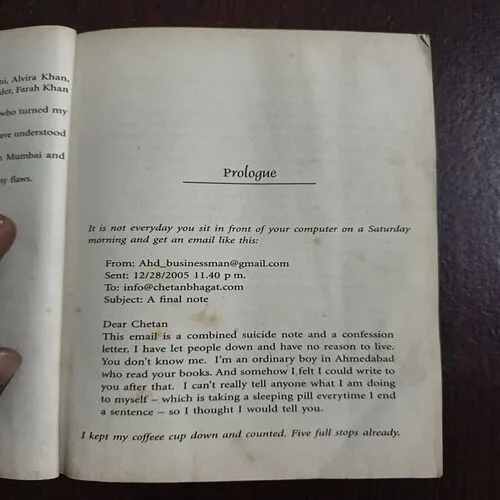 ni, Alvira Khan,
der, Farah Khan
who turned my
ave understood
n Mumbai and
ny flaws.
Prologue
It is not everyday you sit in front of your computer on a Saturday
morning and get an email like this:
From: Ahd_businessman@gmail.com
Sent: 12/28/2005 11.40 p m.
To: info@chetanbhagat.com
Subject: A final note
Dear Chetan
This email is a combined suicide note and a confession
letter. I have let people down and have no reason to live.
You don't know me. I'm an ordinary boy in Ahmedabad
who read your books. And somehow I felt I could write to
you after that. I can't really tell anyone what I am doing
to myself – which is taking a sleeping pill everytime I end
a sentence – so I thought I would tell you.
I kept my coffeee cup down and counted. Five full stops already.